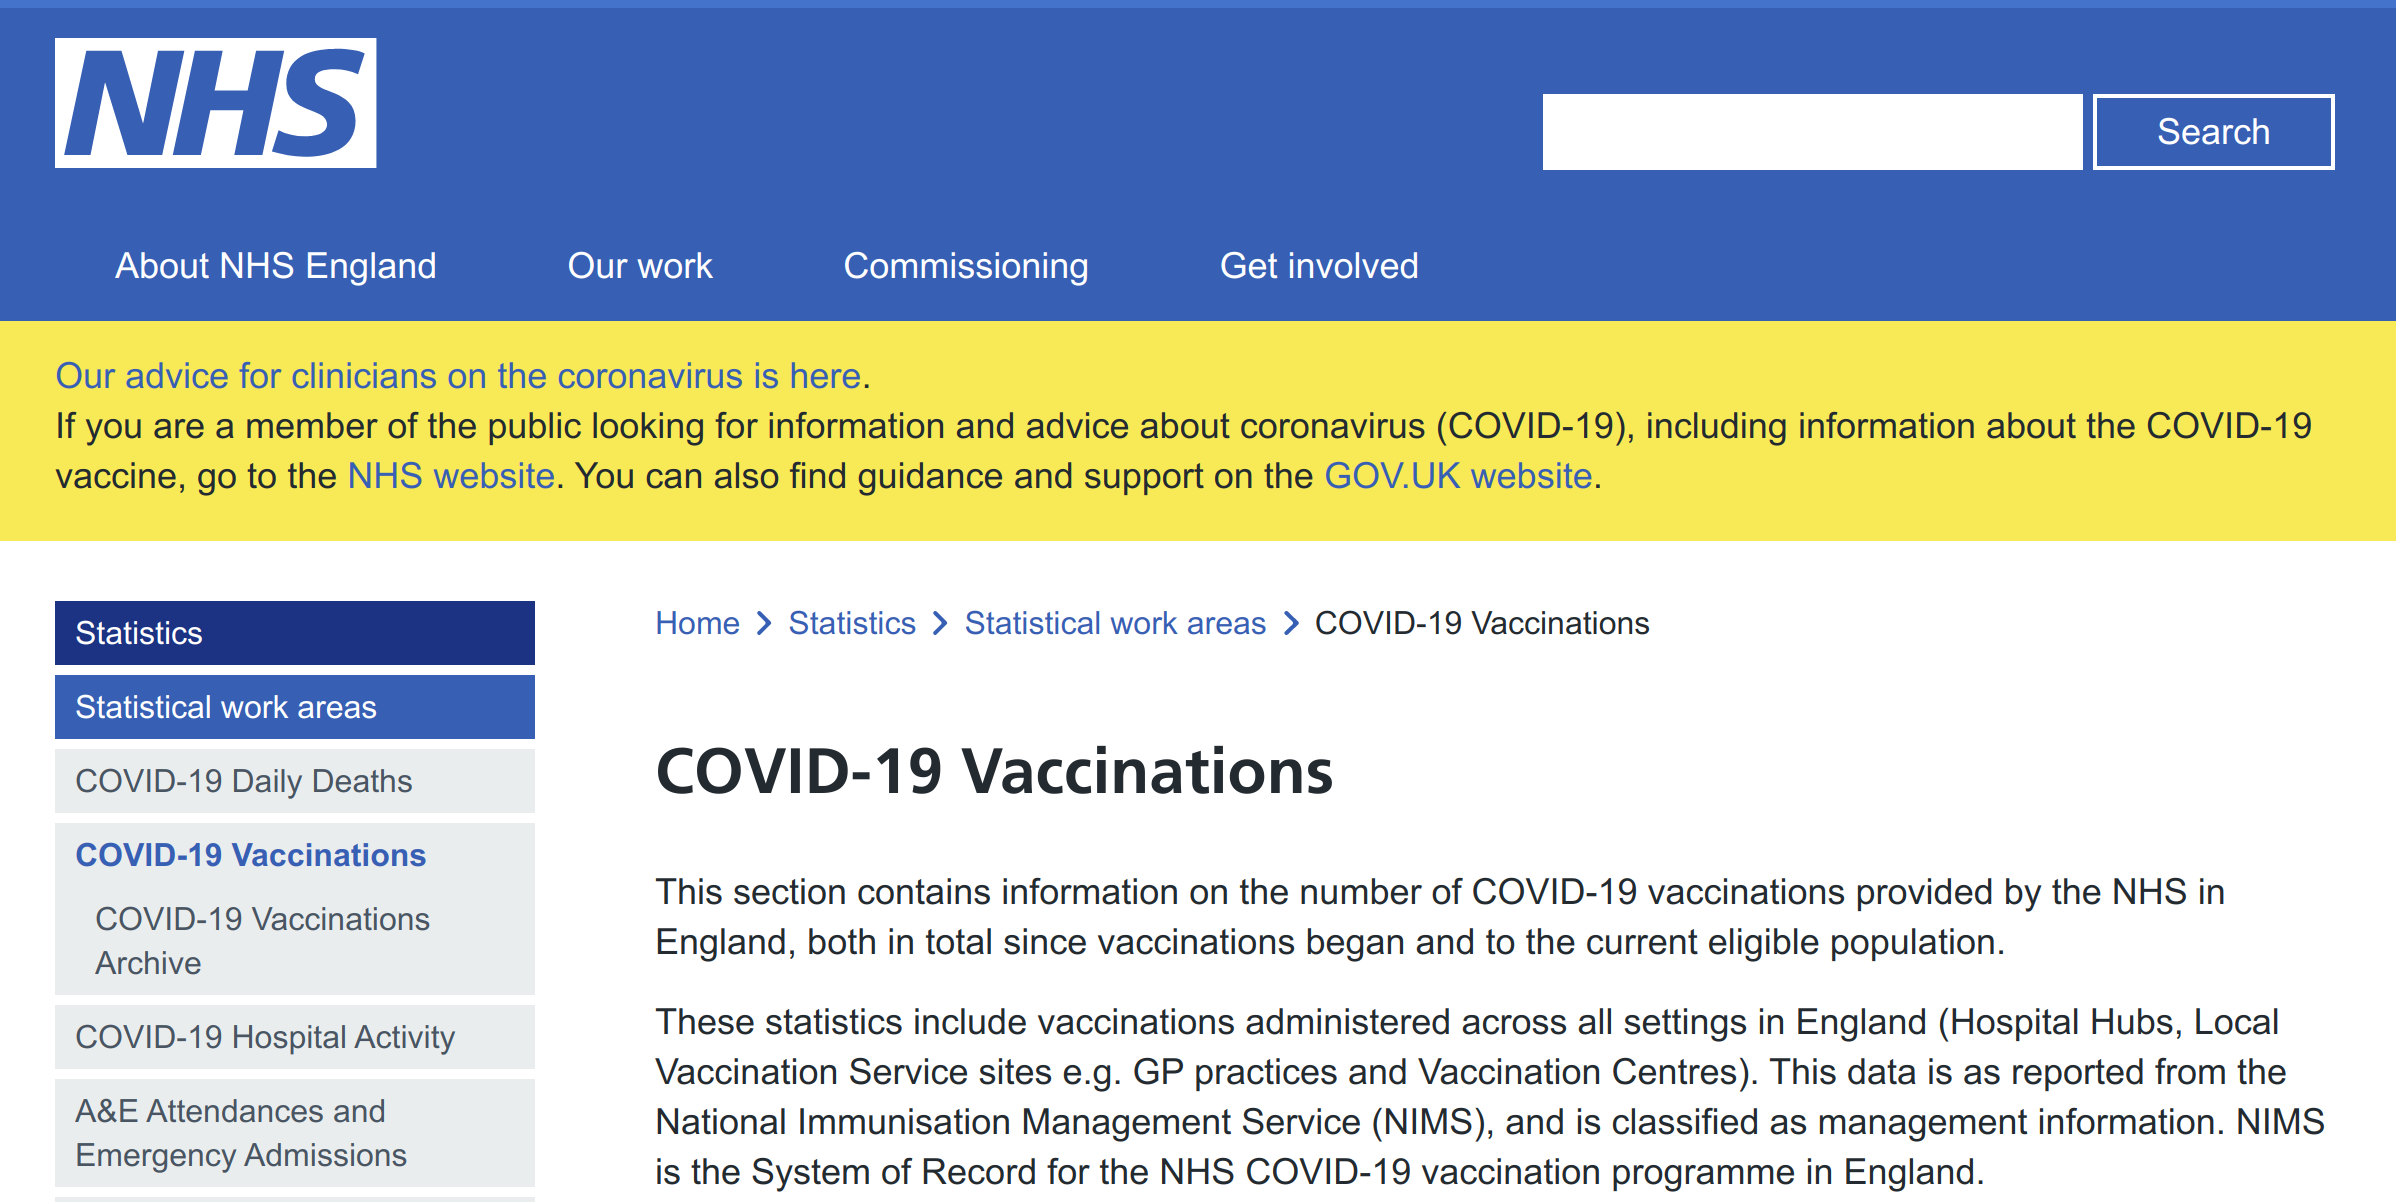 NHS
Search
About NHS England
Our work
Commissioning
Get involved
Our advice for clinicians on the coronavirus is here.
If you are a member of the public looking for information and advice about coronavirus (COVID-19), including information about the COVID-19
vaccine, go to the NHS website. You can also find guidance and support on the GOV.UK website.
Statistics
Statistical work areas
COVID-19 Daily Deaths
COVID-19 Vaccinations
COVID-19 Vaccinations
Archive
COVID-19 Hospital Activity
A&E Attendances and
Emergency Admissions
Home > Statistics > Statistical work areas > COVID-19 Vaccinations
COVID-19 Vaccinations
This section contains information on the number of COVID-19 vaccinations provided by the NHS in
England, both in total since vaccinations began and to the current eligible population.
These statistics include vaccinations administered across all settings in England (Hospital Hubs, Local
Vaccination Service sites e.g. GP practices and Vaccination Centres). This data is as reported from the
National Immunisation Management Service (NIMS), and is classified as management information. NIMS
is the System of Record for the NHS COVID-19 vaccination programme in England.